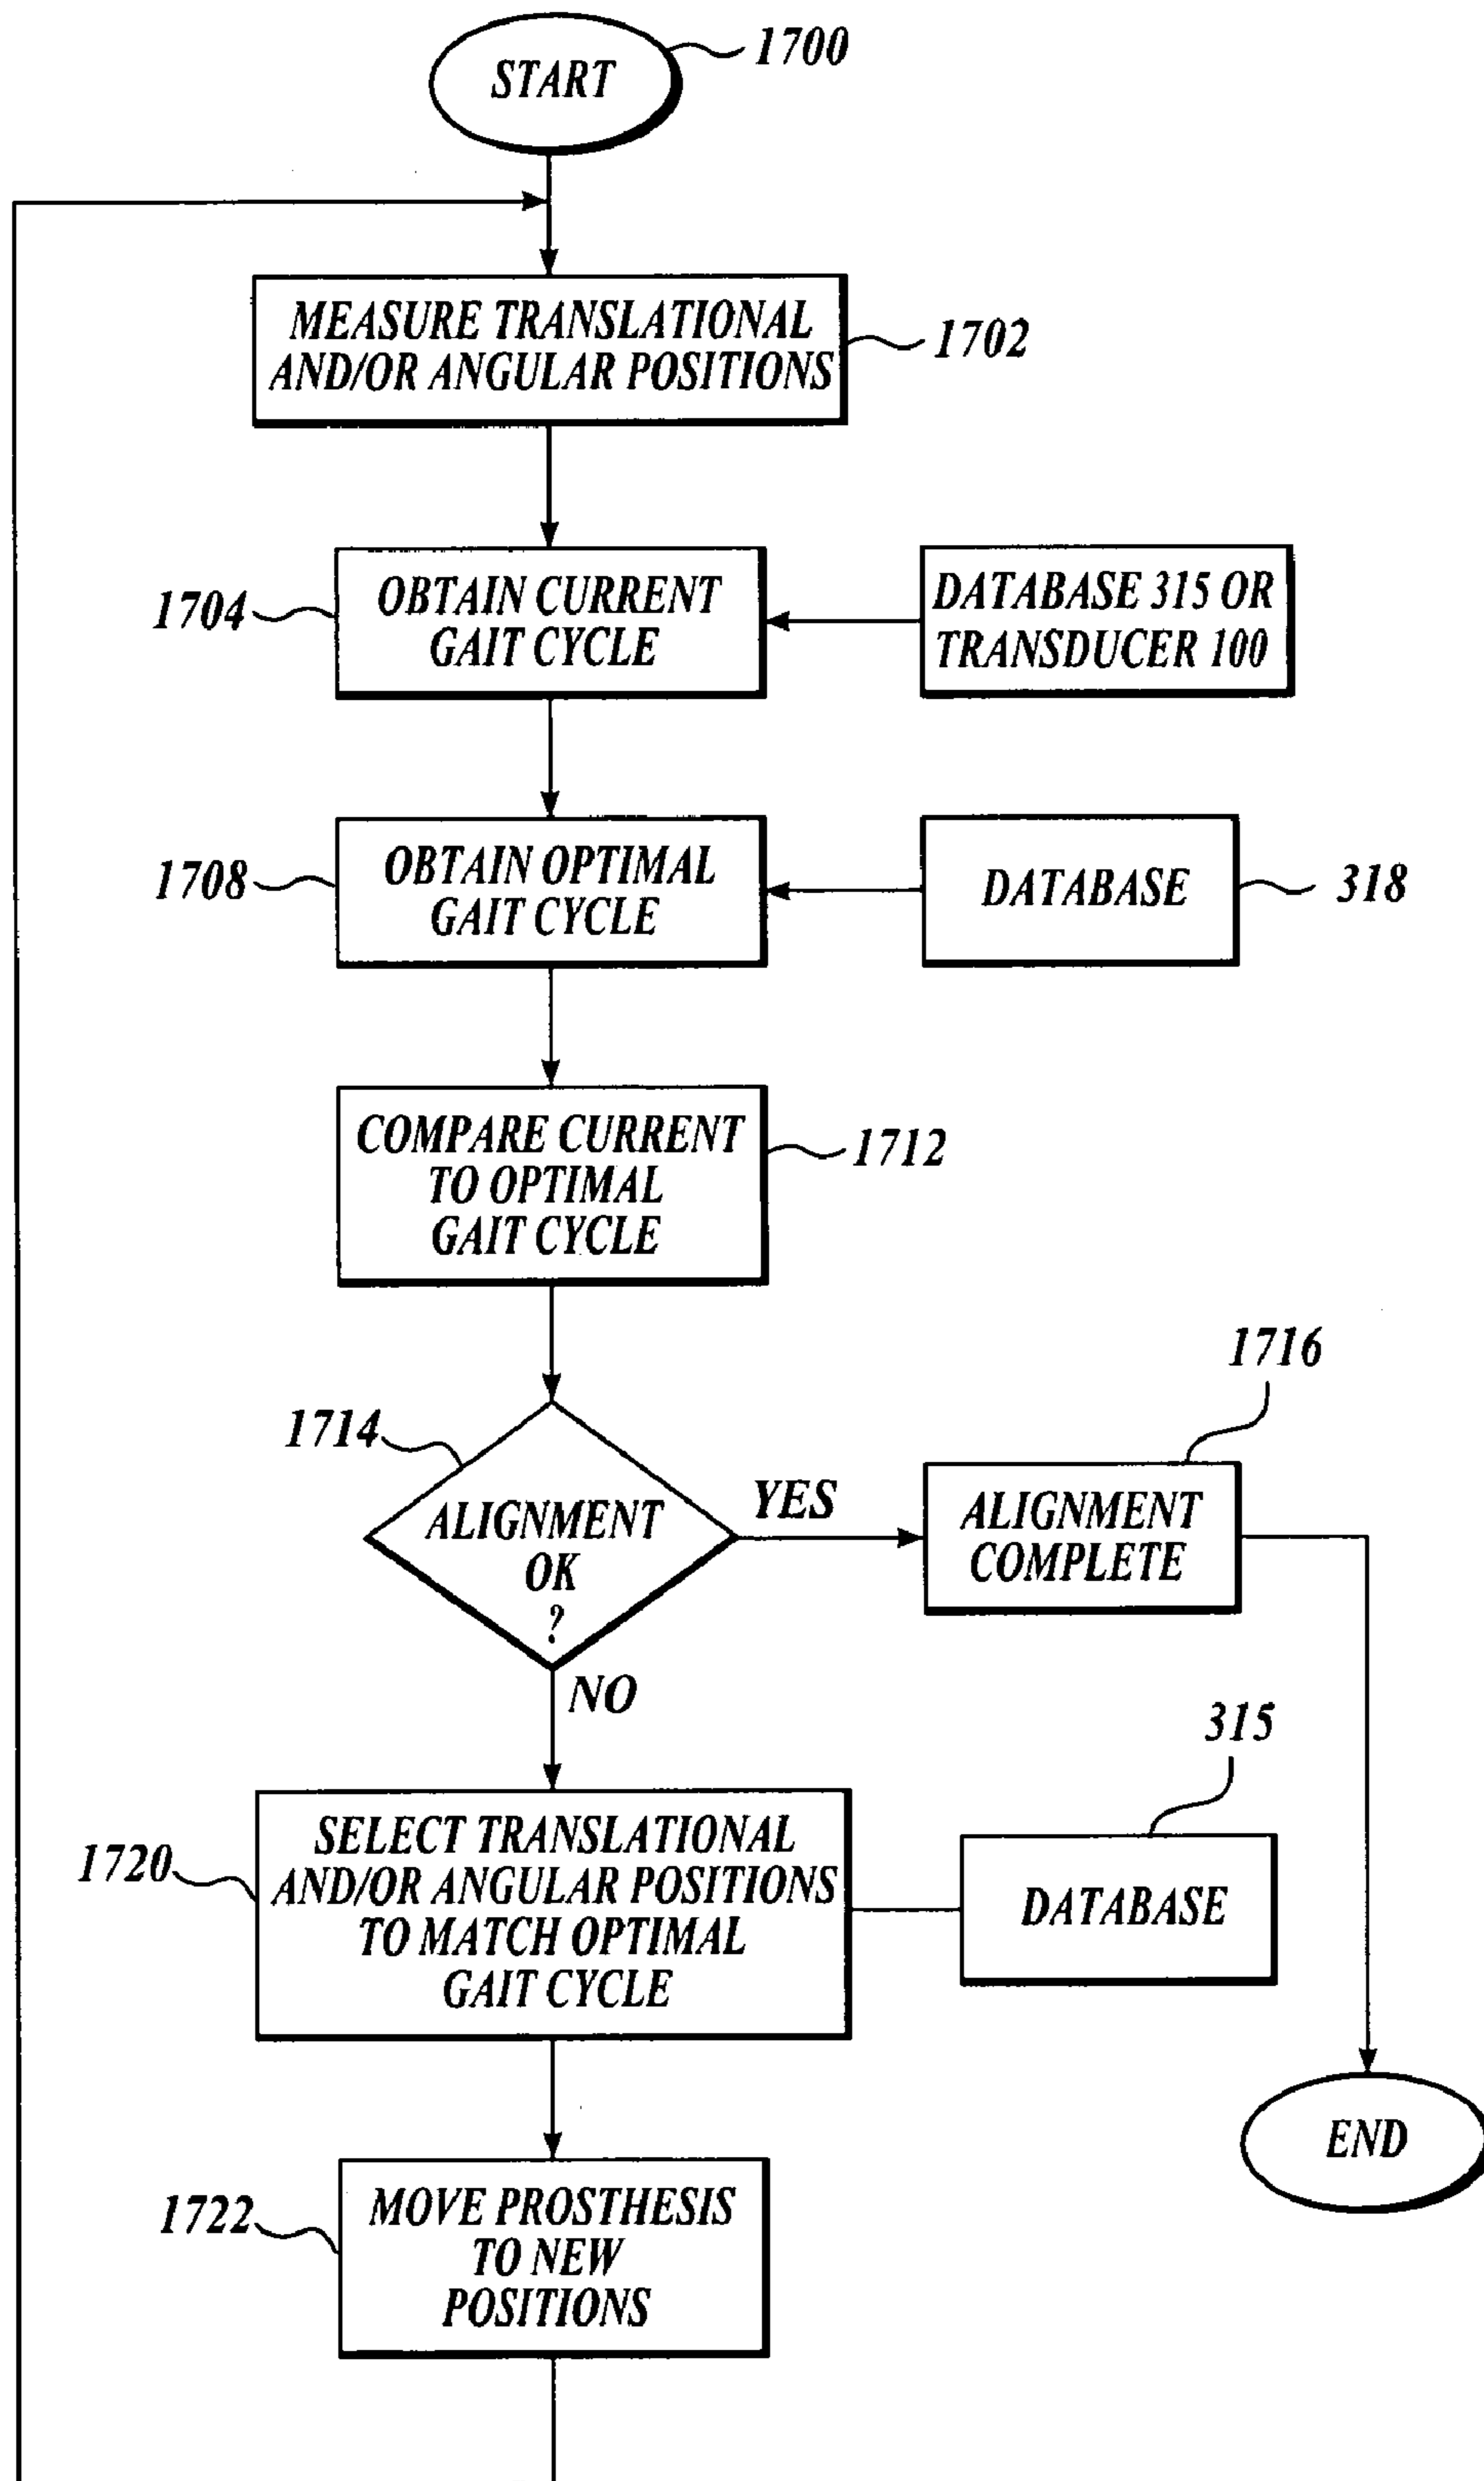 START
1700
MEASURE TRANSLATIONAL
AND/OR ANGULAR POSITIONS
1702
1704
OBTAIN CURRENT
GAIT CYCLE
DATABASE 315 OR
TRANSDUCER 100
1708
OBTAIN OPTIMAL
GAIT CYCLE
DATABASE
318
COMPARE CURRENT
TO OPTIMAL
GAIT CYCLE
1712
1714
ALIGNMENT
OK
?
YES
1716
ALIGNMENT
COMPLETE
NO
1720
SELECT TRANSLATIONAL
AND/OR ANGULAR POSITIONS
TO MATCH OPTIMAL
GAIT CYCLE
315
DATABASE
END
1722
MOVE PROSTHESIS
TO NEW
POSITIONS